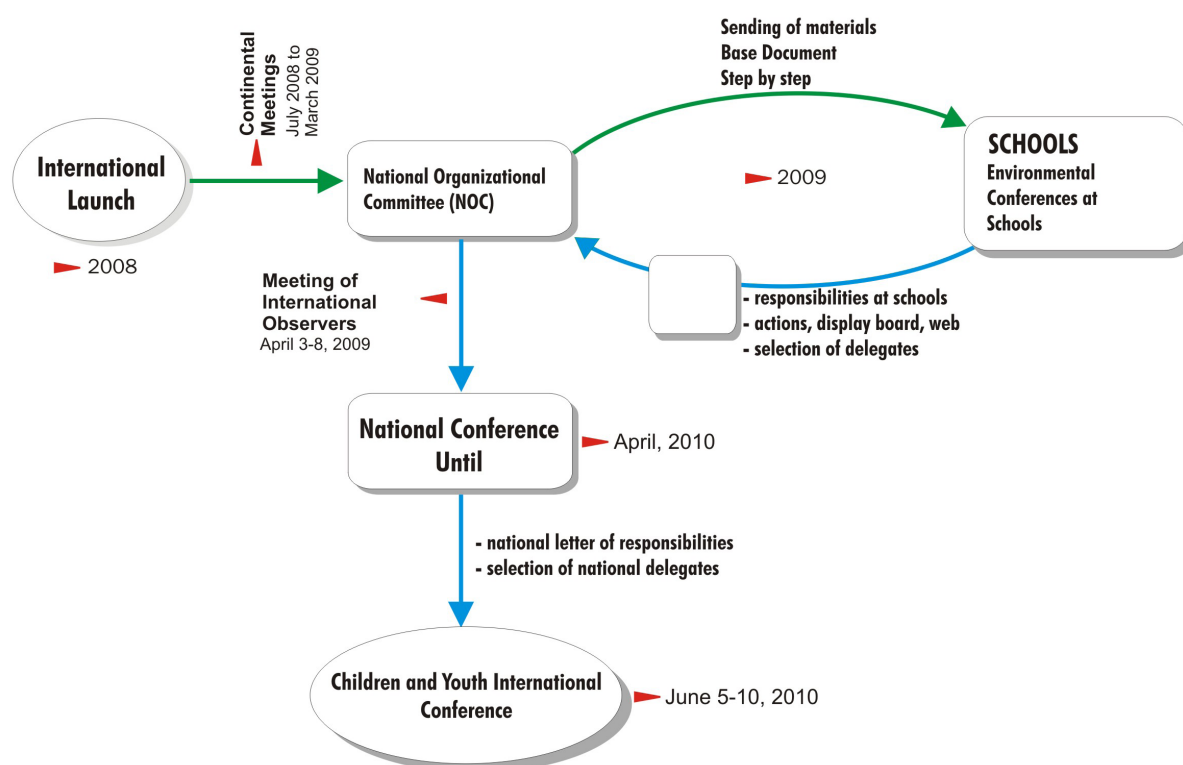 Sending of materials
Base Document
Step by step
Continental
Meetings
July 2008 to
March 2009
International
Launch
2008
National Organizational
Committee (NOC)
2009
SCHOOLS
Environmental
Conferences at
Schools
Meeting of
International
Observers
April 3-8, 2009
- responsibilities at schools
- actions, display board, web
- selection of delegates
National Conference
Until
April, 2010
- national letter of responsibilities
- selection of national delegates
Children and Youth International
Conference
June 5-10, 2010